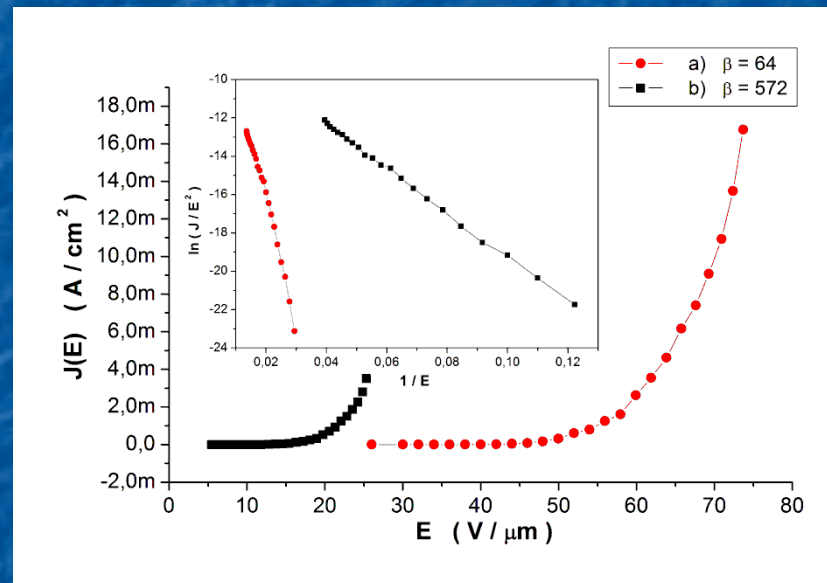 a) β = 64
b) β = 572
J(E) ( A / cm²)
18,0m
16,0m
14,0m
12,0m
10,0m
8,0m
6,0m
4,0m
2,0m
0,0
-2,0m
0 10 20 30 40 50 60 70 80
E ( V / μm )
ln ( J / E² )
-10
-12
-14
-16
-18
-20
-22
-24
0,02 0,04 0,06 0,08 0,10 0,12
1 / E